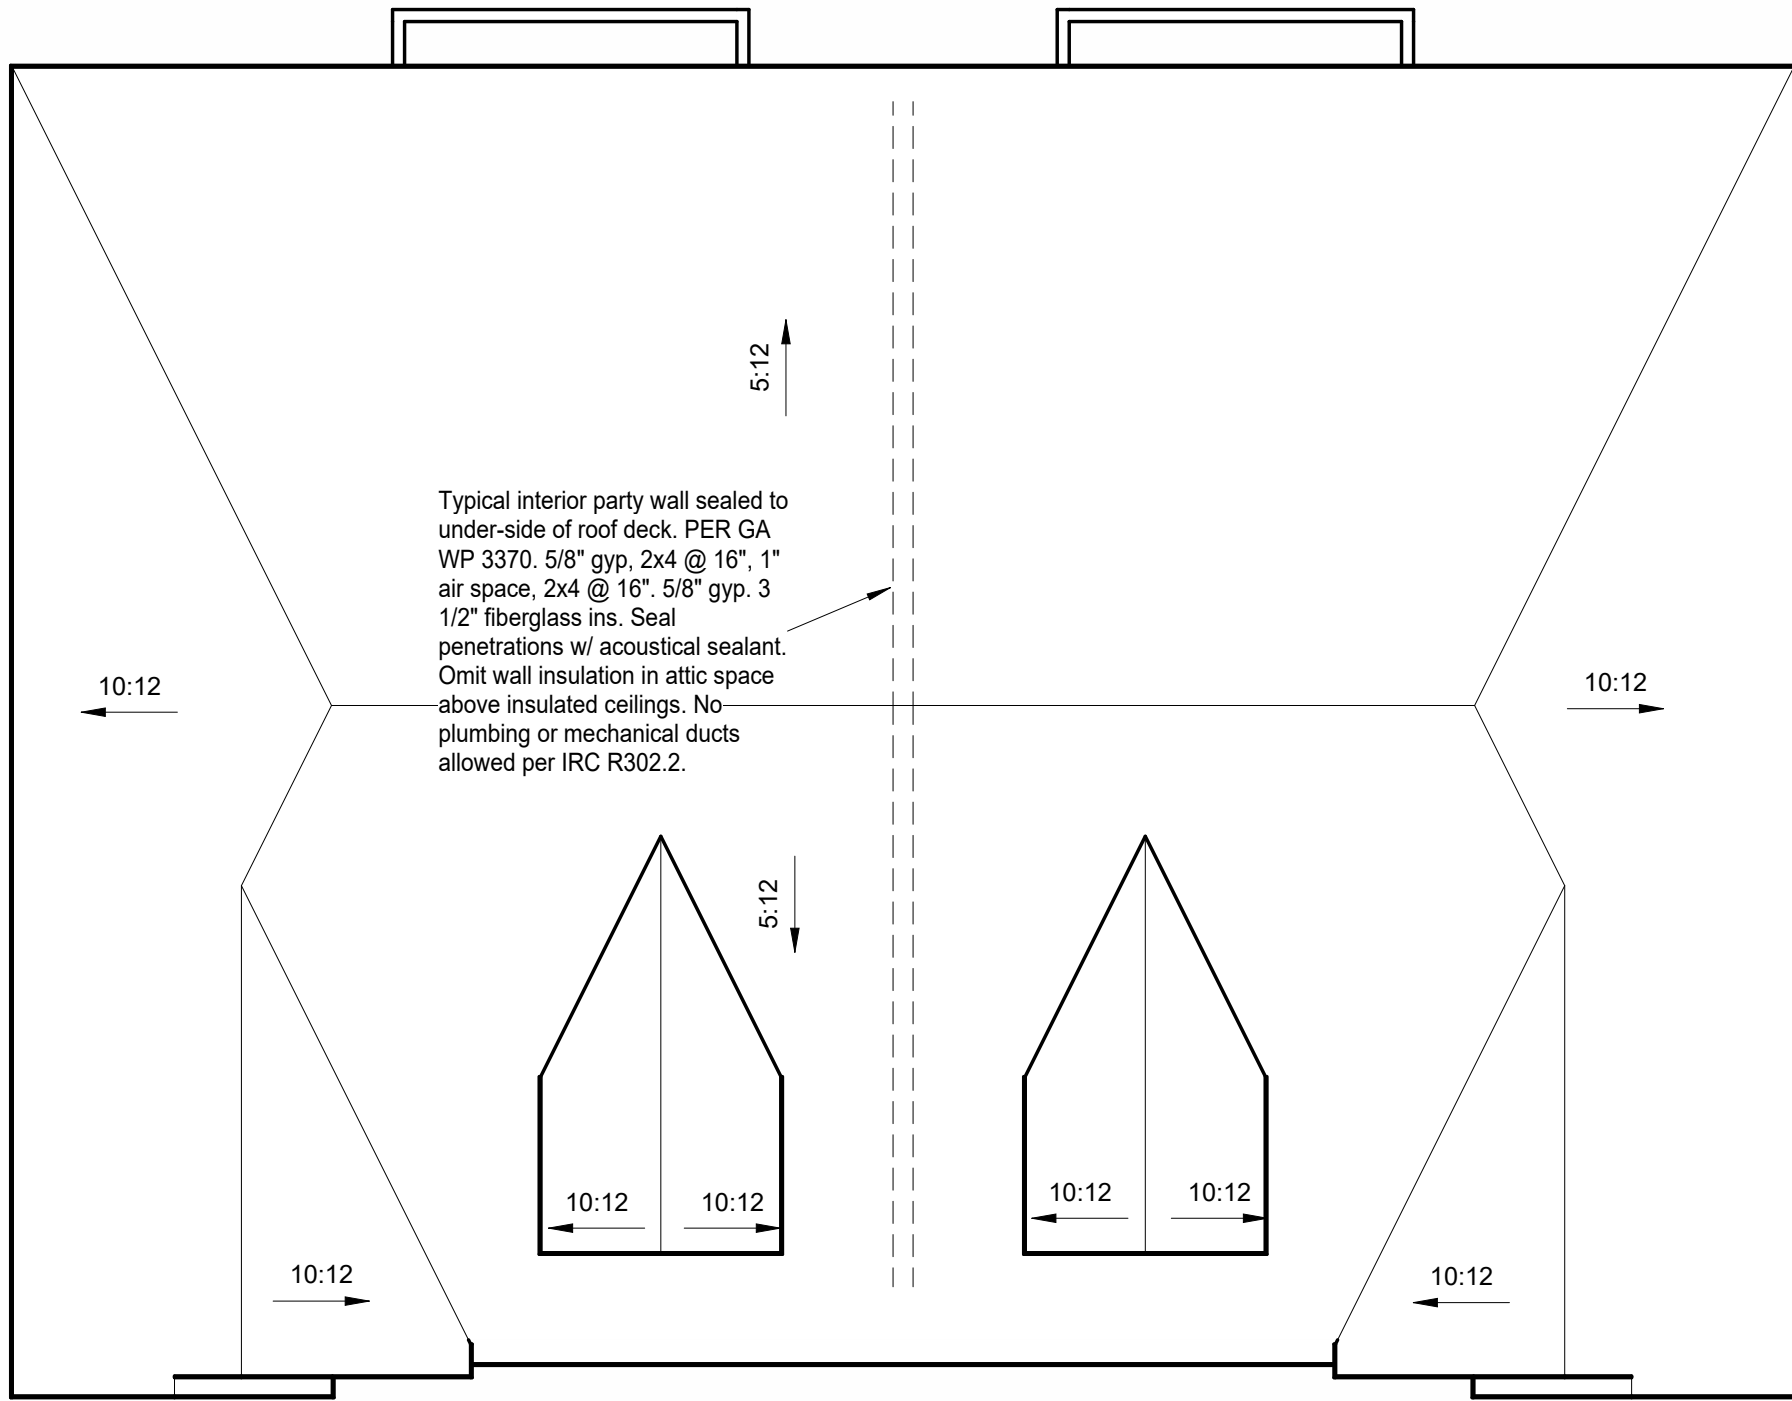 5:12
Typical interior party wall sealed to
under-side of roof deck. PER GA
WP 3370. 5/8" gyp, 2x4 @ 16", 1"
air space, 2x4 @ 16". 5/8" gyp. 3
1/2" fiberglass ins. Seal
penetrations w/ acoustical sealant.
Omit wall insulation in attic space
above insulated ceilings. No
plumbing or mechanical ducts
allowed per IRC R302.2.
10:12
10:12
5:12
10:12
10:12
10:12
10:12
10:12
10:12